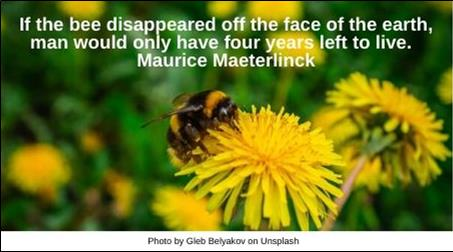 If the bee disappeared off the face of the earth,
man would only have four years left to live.
Maurice Maeterlinck
Photo by Gleb Belyakov on Unsplash